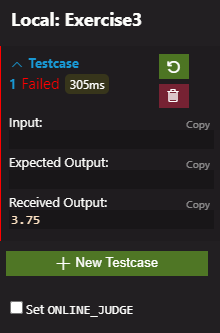 Local: Exercise3
Testcase
1 Failed 305ms
Input:
Copy
Expected Output:
Copy
Received Output:
Copy
3.75
+ New Testcase
Set ONLINE_JUDGE